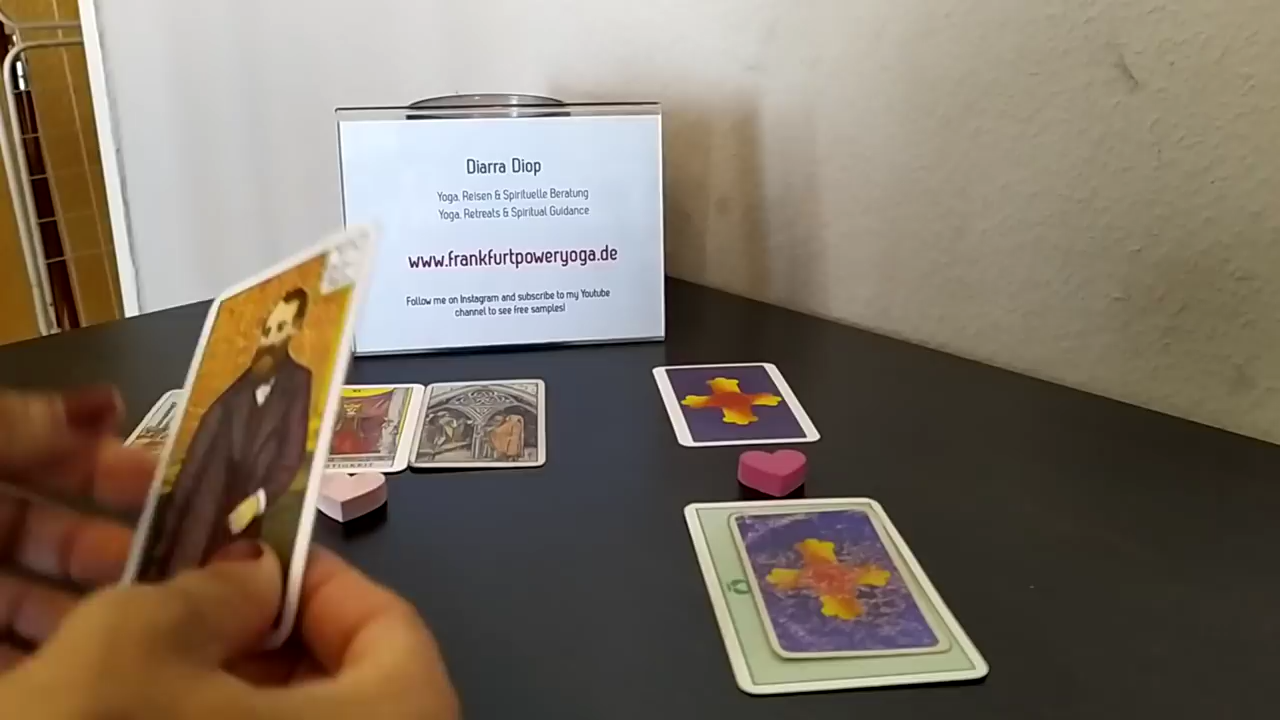 Diarra Diop
Yoga, Reisen & Spirituelle Beratung
Yoga, Retreats & Spiritual Guidance
www.frankfurtpoweryoga.de
Follow me on Instagram and subscribe to my Youtube
channel to see free samples!